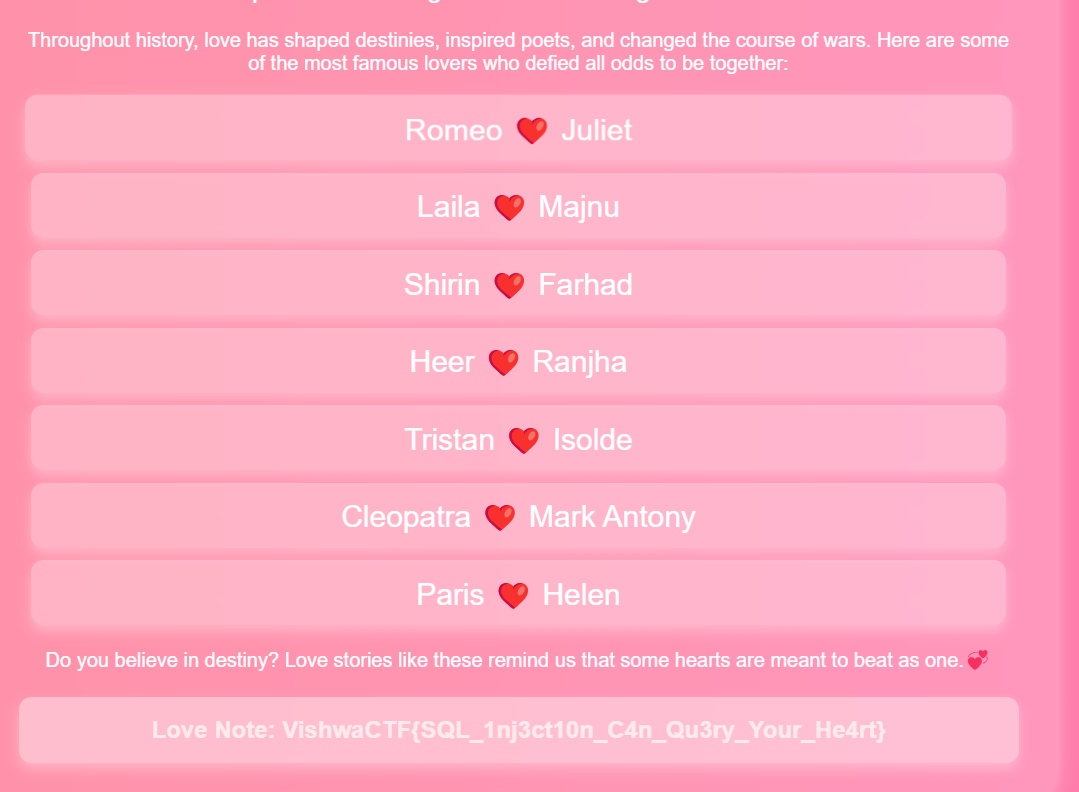 Throughout history, love has shaped destinies, inspired poets, and changed the course of wars. Here are some
of the most famous lovers who defied all odds to be together:
Romeo ❤️ Juliet
Laila ❤️ Majnu
Shirin ❤️ Farhad
Heer ❤️ Ranjha
Tristan ❤️ Isolde
Cleopatra ❤️ Mark Antony
Paris ❤️ Helen
Do you believe in destiny? Love stories like these remind us that some hearts are meant to beat as one.💞
Love Note: VishwaCTF{SQL_1nj3ct10n_C4n_Qu3ry_Your_He4rt}